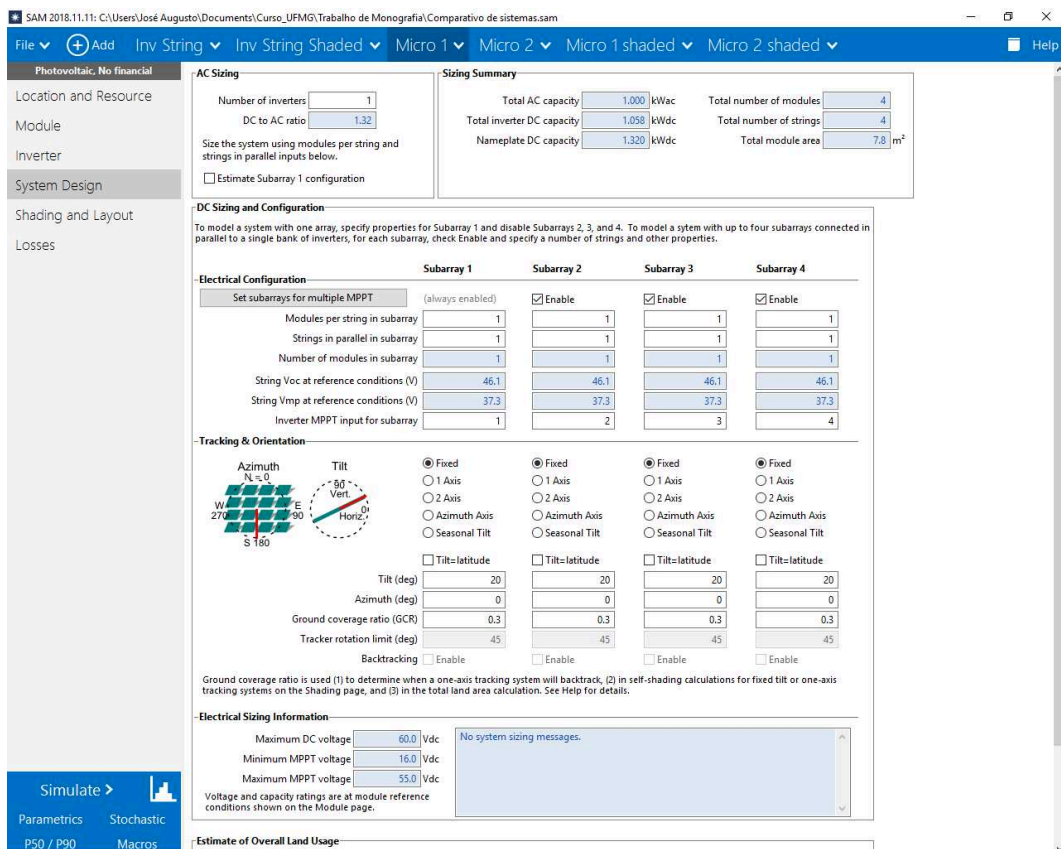 SAM 2018.11.11: C:\Users\José Augusto\Documents\Curso_UFMG\Trabalho de Monografia\Comparativo de sistemas.sam
File Add Inv String Inv String Shaded Micro 1 Micro 2 Micro 1 shaded Micro 2 shaded Help
Photovoltaic, No financial
Location and Resource
Module
Inverter
System Design
Shading and Layout
Losses
AC Sizing
Number of inverters 1
DC to AC ratio 1.32
Size the system using modules per string and
strings in parallel inputs below.
Estimate Subarray 1 configuration
Sizing Summary
Total AC capacity 1.000 kWac Total number of modules 4
Total inverter DC capacity 1.058 kWdc Total number of strings 4
Nameplate DC capacity 1.320 kWdc Total module area 7.8 m²
DC Sizing and Configuration
To model a system with one array, specify properties for Subarray 1 and disable Subarrays 2, 3, and 4. To model a sytem with up to four subarrays connected in
parallel to a single bank of inverters, for each subarray, check Enable and specify a number of strings and other properties.
Subarray 1 Subarray 2 Subarray 3 Subarray 4
Electrical Configuration
Set subarrays for multiple MPPT (always enabled) Enable Enable Enable
Modules per string in subarray 1 1 1 1
Strings in parallel in subarray 1 1 1 1
Number of modules in subarray 1 1 1 1
String Voc at reference conditions (V) 46.1 46.1 46.1 46.1
String Vmp at reference conditions (V) 37.3 37.3 37.3 37.3
Inverter MPPT input for subarray 1 2 3 4
Tracking & Orientation
Azimuth Tilt
N = 0
W 270
E 90
S 180
90 Vert.
0 Horiz.
Fixed Fixed Fixed Fixed
1 Axis 1 Axis 1 Axis 1 Axis
2 Axis 2 Axis 2 Axis 2 Axis
Azimuth Axis Azimuth Axis Azimuth Axis Azimuth Axis
Seasonal Tilt Seasonal Tilt Seasonal Tilt Seasonal Tilt
Tilt=latitude Tilt=latitude Tilt=latitude Tilt=latitude
Tilt (deg) 20 20 20 20
Azimuth (deg) 0 0 0 0
Ground coverage ratio (GCR) 0.3 0.3 0.3 0.3
Tracker rotation limit (deg) 45 45 45 45
Backtracking Enable Enable Enable Enable
Ground coverage ratio is used (1) to determine when a one-axis tracking system will backtrack, (2) in self-shading calculations for fixed tilt or one-axis
tracking systems on the Shading page, and (3) in the total land area calculation. See Help for details.
Electrical Sizing Information
Maximum DC voltage 60.0 Vdc
Minimum MPPT voltage 16.0 Vdc
Maximum MPPT voltage 55.0 Vdc
Voltage and capacity ratings are at module reference
conditions shown on the Module page.
No system sizing messages.
Estimate of Overall Land Usage
Simulate >
Parametrics Stochastic
P50 / P90 Macros